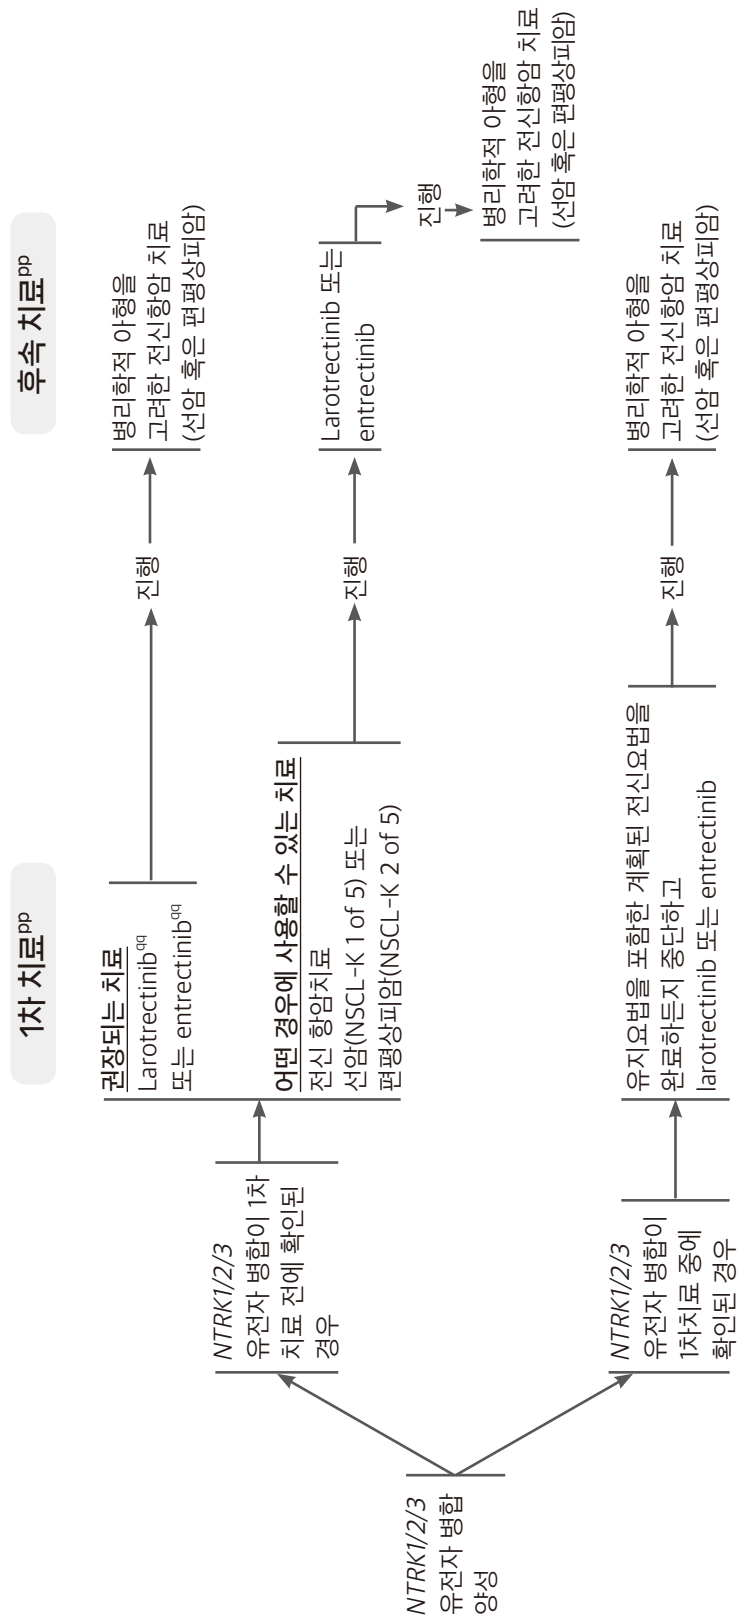 1차 치료pp
후속 치료pp
NTRK1/2/3
유전자 병합
양성
NTRK1/2/3
유전자 병합이 1차
치료 전에 확인된
경우
권장되는 치료
Larotrectinibqq
또는 entrectinibqq
진행
병리학적 아형을
고려한 전신항암 치료
(선암 혹은 편평상피암)
어떤 경우에 사용할 수 있는 치료
전신 항암치료
선암(NSCL-K 1 of 5) 또는
편평상피암(NSCL-K 2 of 5)
진행
Larotrectinib 또는
entrectinib
진행
병리학적 아형을
고려한 전신항암 치료
(선암 혹은 편평상피암)
NTRK1/2/3
유전자 병합이
1차치료 중에
확인된 경우
유지요법을 포함한 계획된 전신요법을
완료하든지 중단하고
larotrectinib 또는 entrectinib
진행
병리학적 아형을
고려한 전신항암 치료
(선암 혹은 편평상피암)